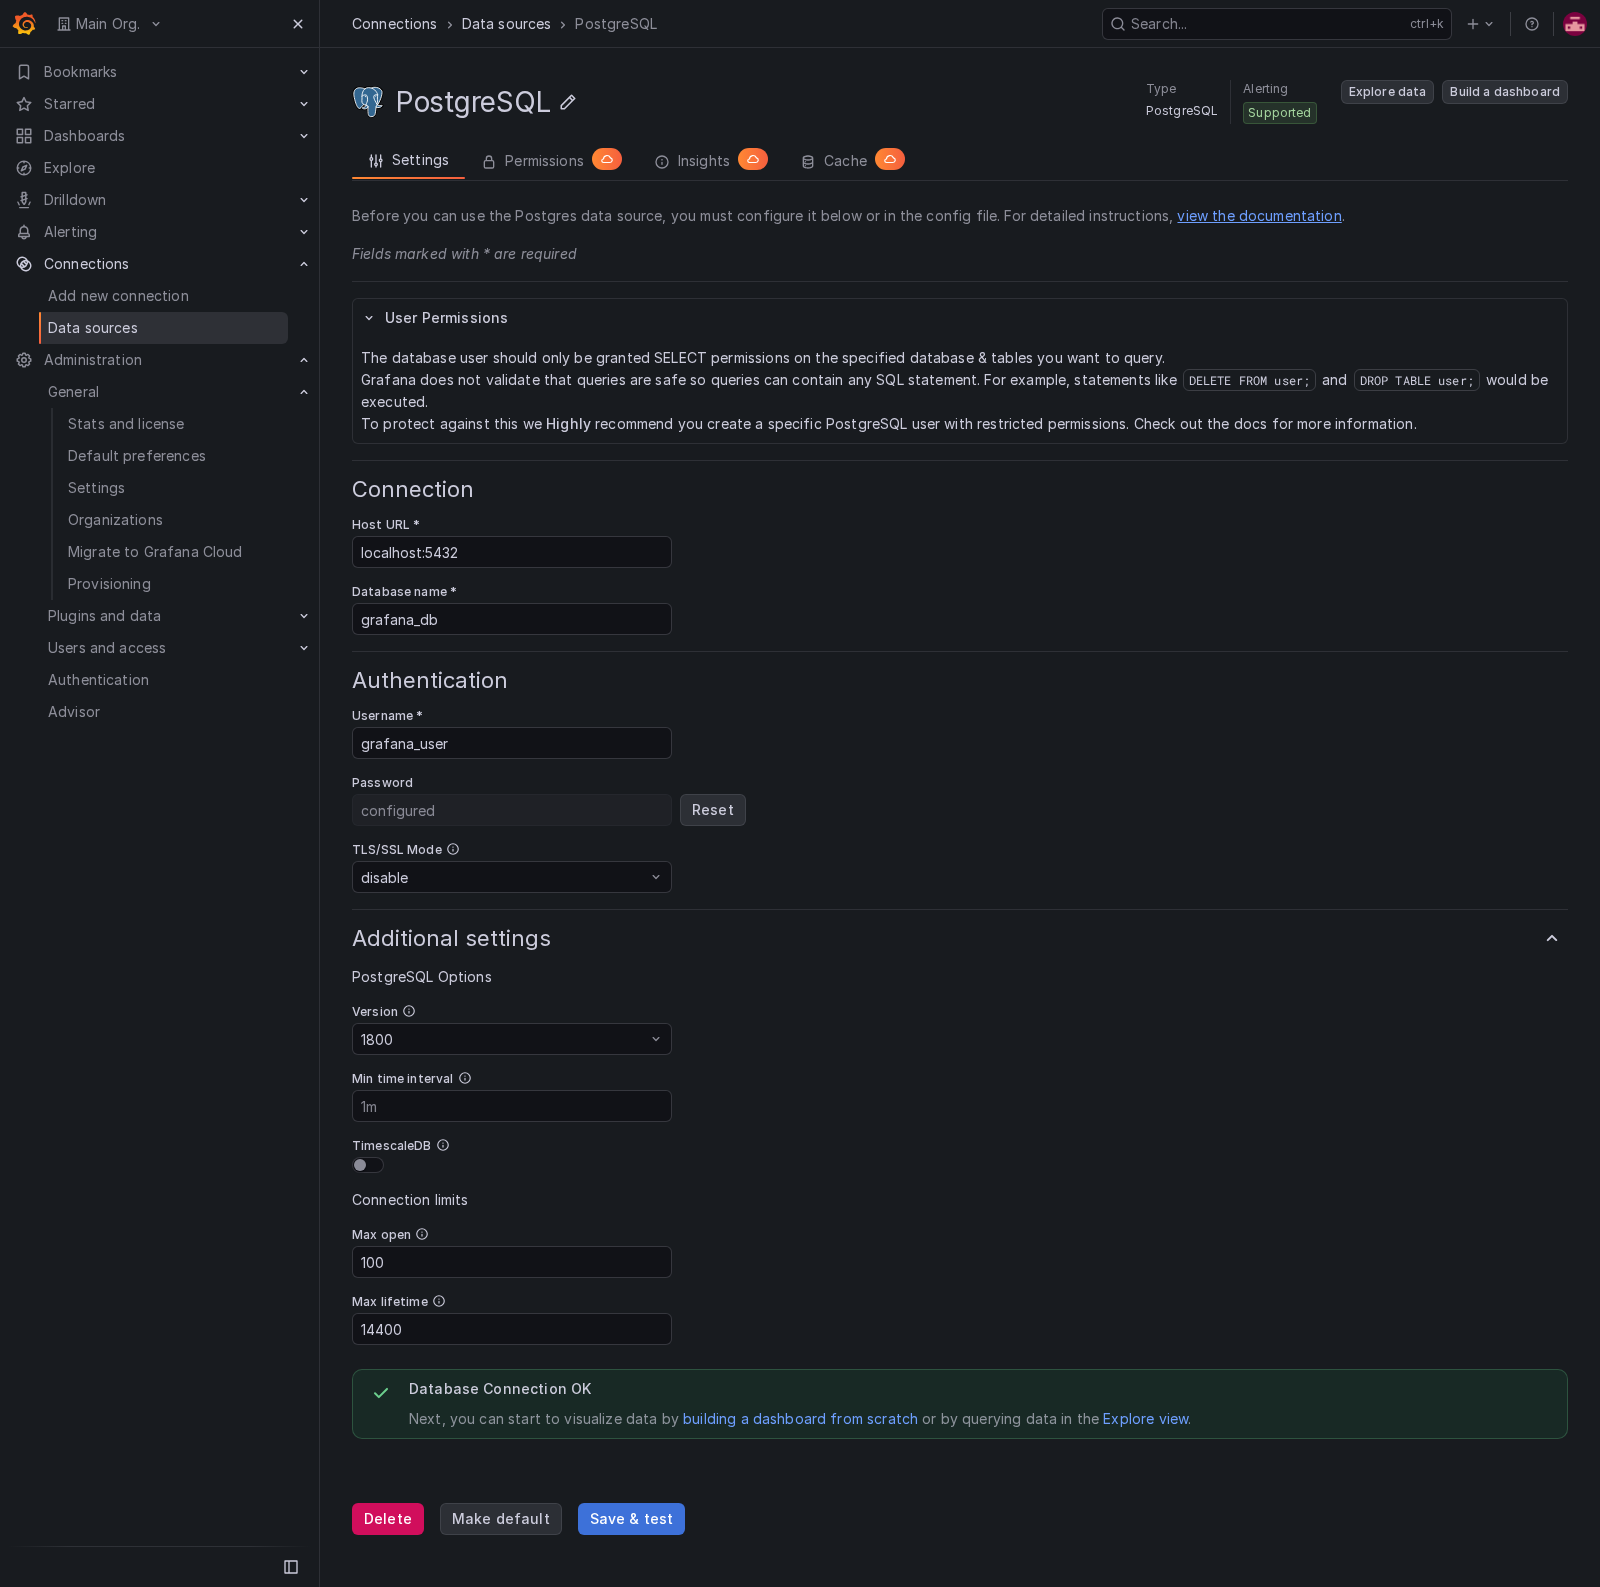 Main Org.
Connections > Data sources > PostgreSQL
Search...
ctrl+k
Bookmarks
Starred
Dashboards
Explore
Drilldown
Alerting
Connections
Add new connection
Data sources
Administration
General
Stats and license
Default preferences
Settings
Organizations
Migrate to Grafana Cloud
Provisioning
Plugins and data
Users and access
Authentication
Advisor
PostgreSQL
Type
PostgreSQL
Alerting
Supported
Explore data
Build a dashboard
Settings
Permissions
Insights
Cache
Before you can use the Postgres data source, you must configure it below or in the config file. For detailed instructions, view the documentation.
Fields marked with * are required
User Permissions
The database user should only be granted SELECT permissions on the specified database & tables you want to query.
Grafana does not validate that queries are safe so queries can contain any SQL statement. For example, statements like DELETE FROM user; and DROP TABLE user; would be
executed.
To protect against this we Highly recommend you create a specific PostgreSQL user with restricted permissions. Check out the docs for more information.
Connection
Host URL *
localhost:5432
Database name *
grafana_db
Authentication
Username *
grafana_user
Password
configured
Reset
TLS/SSL Mode
disable
Additional settings
PostgreSQL Options
Version
1800
Min time interval
1m
TimescaleDB
Connection limits
Max open
100
Max lifetime
14400
Database Connection OK
Next, you can start to visualize data by building a dashboard from scratch or by querying data in the Explore view.
Delete
Make default
Save & test